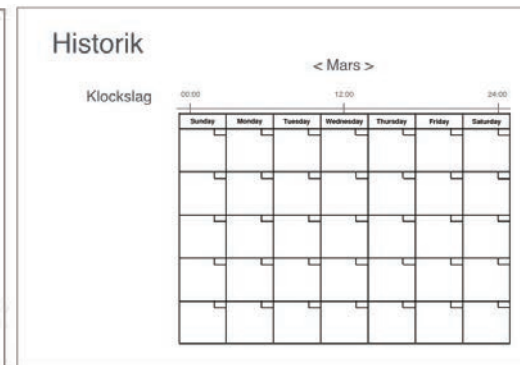 Historik
< Mars >
Klockslag 00:00 12:00 24:00
Sunday Monday Tuesday Wednesday Thursday Friday Saturday